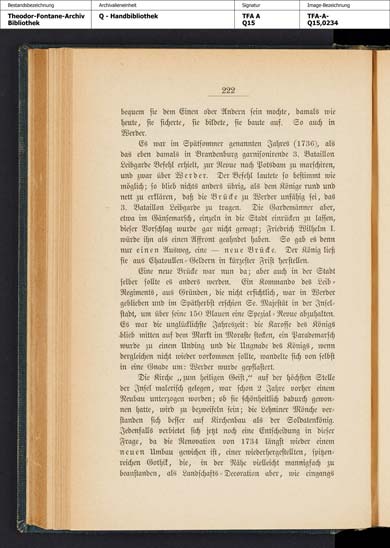 Bestandsbezeichnung
Archivalieneinheit
Signatur
Image-Bezeichnung
Theodor-Fontane-Archiv
Bibliothek
Q - Handbibliothek
TFA A
Q15
TFA-A-
Q15,0234
222
bequem sie dem Einen oder Andern sein mochte, damals wie
heute, sie sicherte, sie bildete, sie baute auf. So auch in
Werder.
Es war im Spätsommer genannten Jahres (1736), als
das eben damals in Brandenburg garnisonirende 3. Bataillon
Leibgarde Befehl erhielt, zur Revue nach Potsdam zu marschiren,
und zwar über Werder. Der Befehl lautete so bestimmt wie
möglich; so blieb nichts anders übrig, als dem Könige rund und
nett zu erklären, daß die Brücke zu Werder unfähig sei, das
3. Bataillon Leibgarde zu tragen. Die Gardemänner aber,
etwa im Gänsemarsch, einzeln in die Stadt einrücken zu lassen,
dieser Vorschlag wurde gar nicht gewagt; Friedrich Wilhelm I.
würde ihn als einen Affront geahndet haben. So gab es denn
nur einen Ausweg, eine — neue Brücke. Der König ließ
sie aus Chatoullen-Geldern in kürzester Frist herstellen.
Eine neue Brücke war nun da; aber auch in der Stadt
selber sollte es anders werden. Ein Kommando des Leib-
Regiments, aus Gründen, die nicht ersichtlich, war in Werder
geblieben und im Spätherbst erschien Se. Majestät in der Insel-
stadt, um über seine 150 Blauen eine Spezial-Revue abzuhalten.
Es war die unglücklichste Jahreszeit: die Karosse des Königs
blieb mitten auf dem Markt im Moraste stecken, ein Parademarsch
wurde zu einem Unding und die Ungnade des Königs, wenn
dergleichen nicht wieder vorkommen sollte, wandelte sich von selbst
in eine Gnade um: Werder wurde gepflastert.
Die Kirche „zum heiligen Geist," auf der höchsten Stelle
der Insel malerisch gelegen, war schon 2 Jahre vorher einem
Neubau unterzogen worden; ob sie schönheitlich dadurch gewon-
nen hatte, wird zu bezweifeln sein; die Lehniner Mönche ver-
standen sich besser auf Kirchenbau als der Soldatenkönig.
Jedenfalls verbietet sich jetzt noch eine Entscheidung in dieser
Frage, da die Renovation von 1734 längst wieder einem
neuen Umbau gewichen ist, einer wiederhergestellten, spitzen-
reichen Gothik, die, in der Nähe vielleicht mannigfach zu
beanstanden, als Landschafts-Decoration aber, wie eingangs